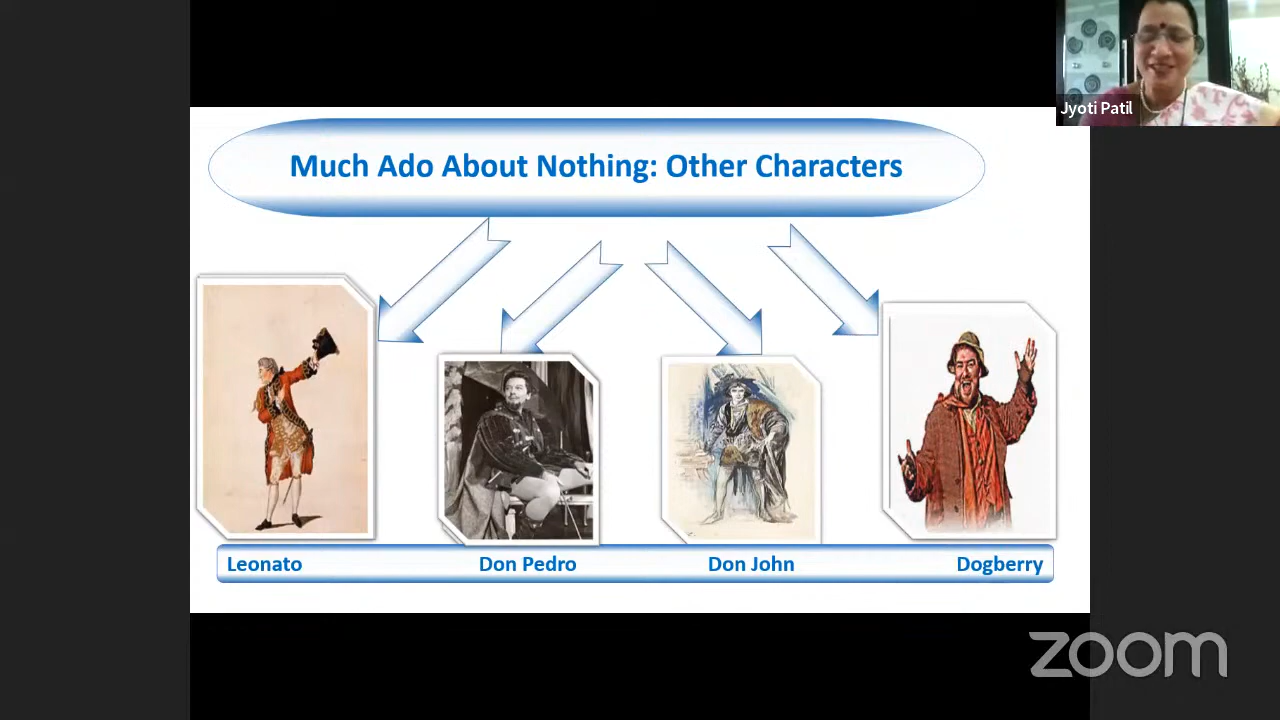 Jyoti Patil
Much Ado About Nothing: Other Characters
Leonato
Don Pedro
Don John
Dogberry
zoom